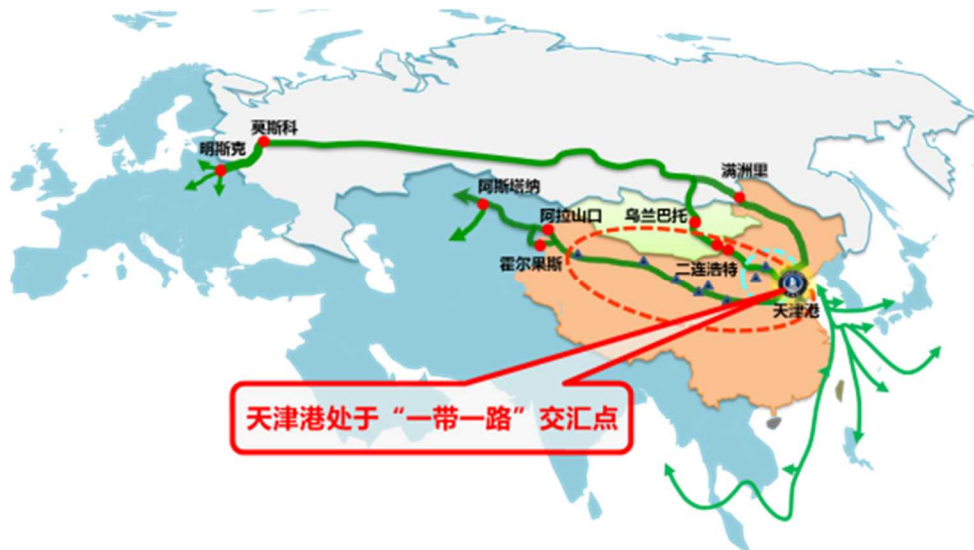 莫斯科
明斯克
满洲里
阿斯塔纳
阿拉山口
乌兰巴托
霍尔果斯
二连浩特
天津港
天津港处于“一带一路”交汇点